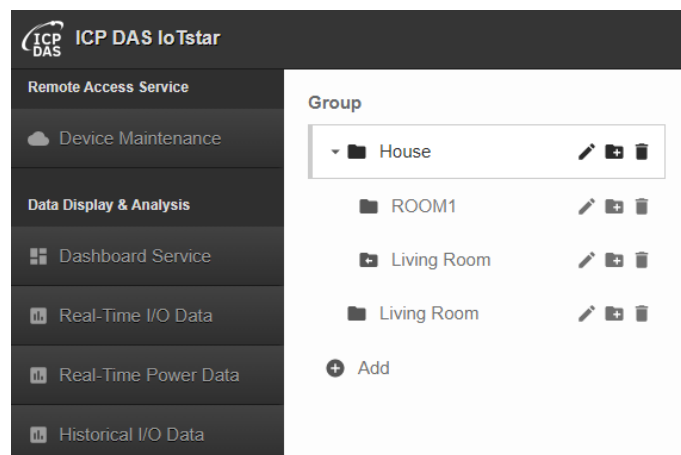 ICP DAS
ICP DAS IoTstar
Remote Access Service
Device Maintenance
Data Display & Analysis
Dashboard Service
Real-Time I/O Data
Real-Time Power Data
Historical I/O Data
Group
House
ROOM1
Living Room
Living Room
Add